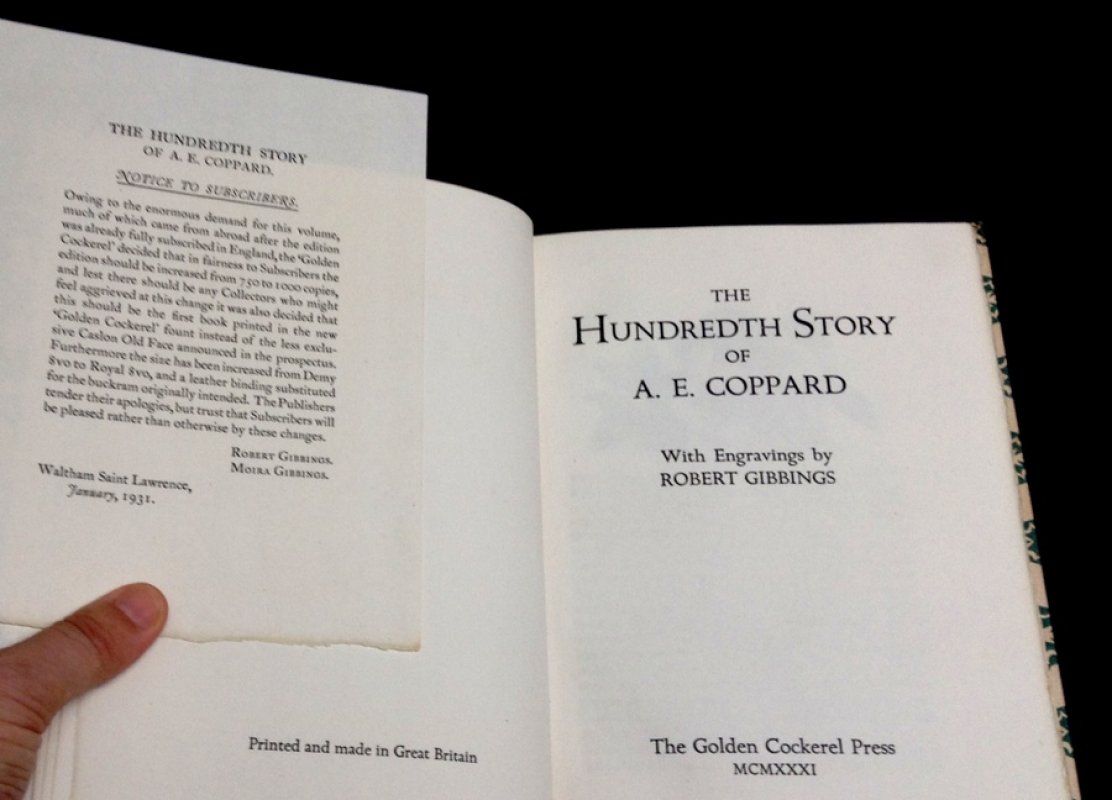 THE HUNDREDTH STORY
OF A. E. COPPARD.
NOTICE TO SUBSCRIBERS.
Owing to the enormous demand for this volume,
much of which came from abroad after the edition
was already fully subscribed in England, the 'Golden
Cockerel' decided that in fairness to Subscribers the
edition should be increased from 750 to 1000 copies,
and lest there should be any Collectors who might
feel aggrieved at this change it was also decided that
this should be the first book printed in the new
'Golden Cockerel' fount instead of the less exclu-
sive Caslon Old Face announced in the prospectus.
Furthermore the size has been increased from Demy
8vo to Royal 8vo, and a leather binding substituted
for the buckram originally intended. The Publishers
tender their apologies, but trust that Subscribers will
be pleased rather than otherwise by these changes.
ROBERT GIBBINGS.
MOIRA GIBBINGS.
Waltham Saint Lawrence,
January, 1931.
Printed and made in Great Britain
THE
HUNDREDTH STORY
OF
A. E. COPPARD
With Engravings by
ROBERT GIBBINGS
The Golden Cockerel Press
MCMXXXI